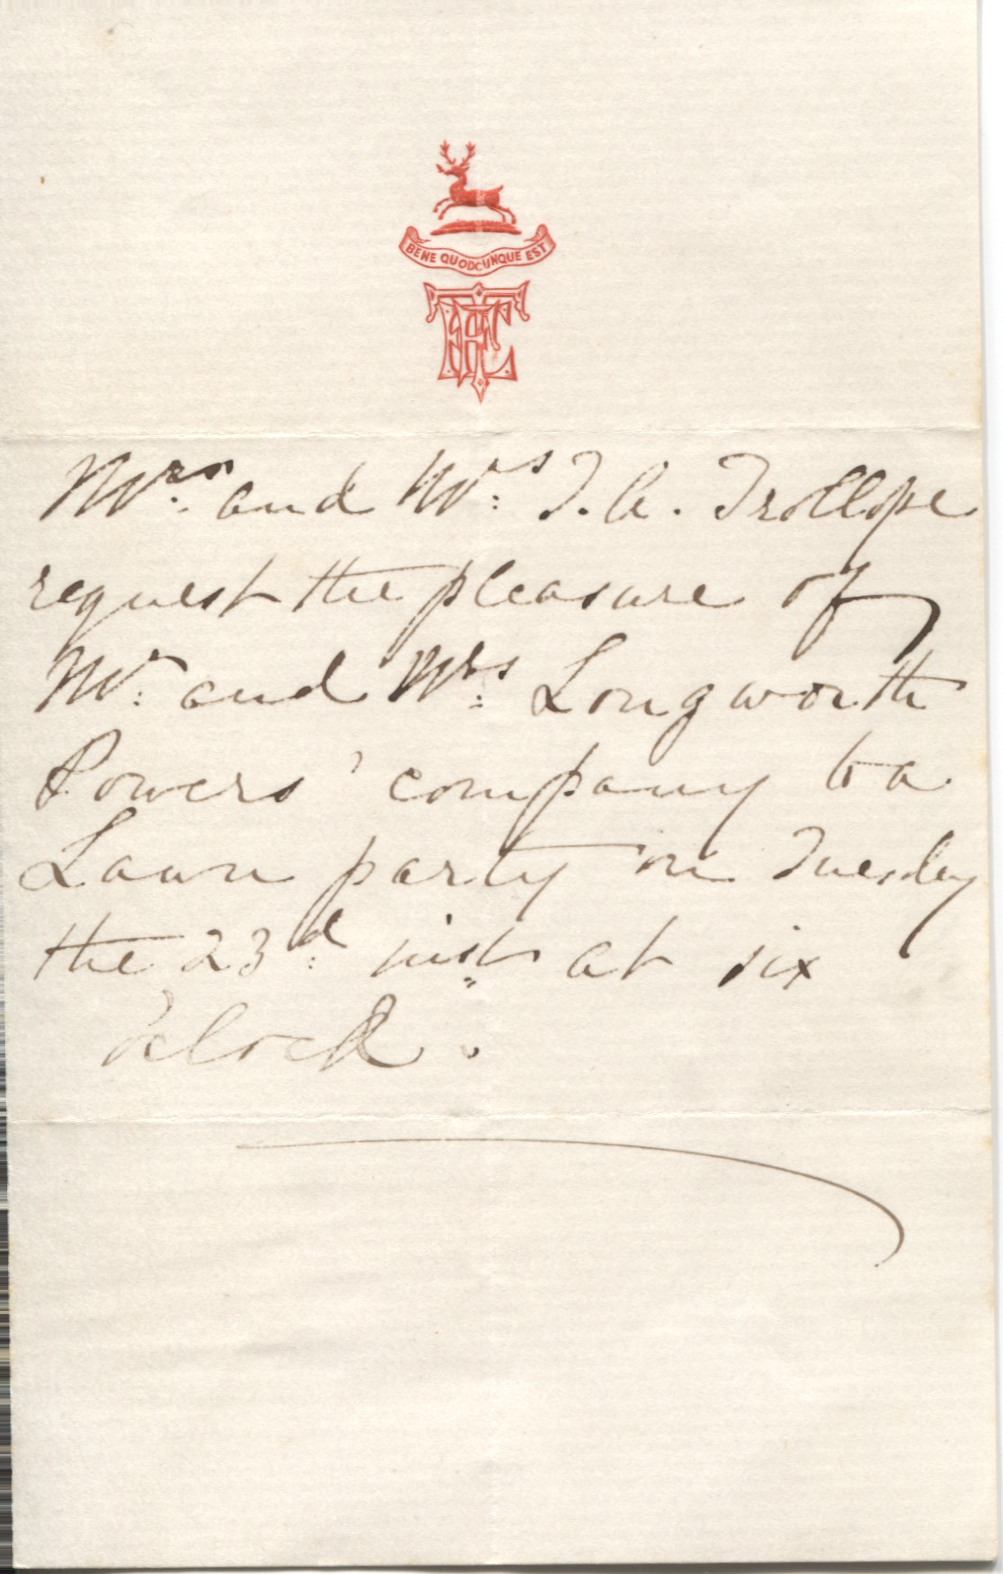 BENE QUODCUNQUE EST
Mr. and Mrs. T. A. Trollope
request the pleasure of
Mr. and Mrs. Longworth
Powers' company to a
Lawn party on Tuesday
the 23d. inst. at six
o'clock.